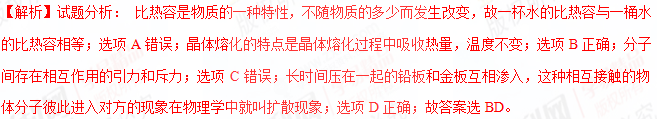 【解析】试题分析： 比热容是物质的一种特性，不随物质的多少而发生改变，故一杯水的比热容与一桶水
的比热容相等；选项 A 错误；晶体熔化的特点是晶体熔化过程中吸收热量，温度不变；选项 B 正确；分子
间存在相互作用的引力和斥力；选项 C 错误；长时间压在一起的铅板和金板互相渗入，这种相互接触的物
体分子彼此进入对方的现象在物理学中就叫扩散现象；选项 D 正确；故答案选 BD。